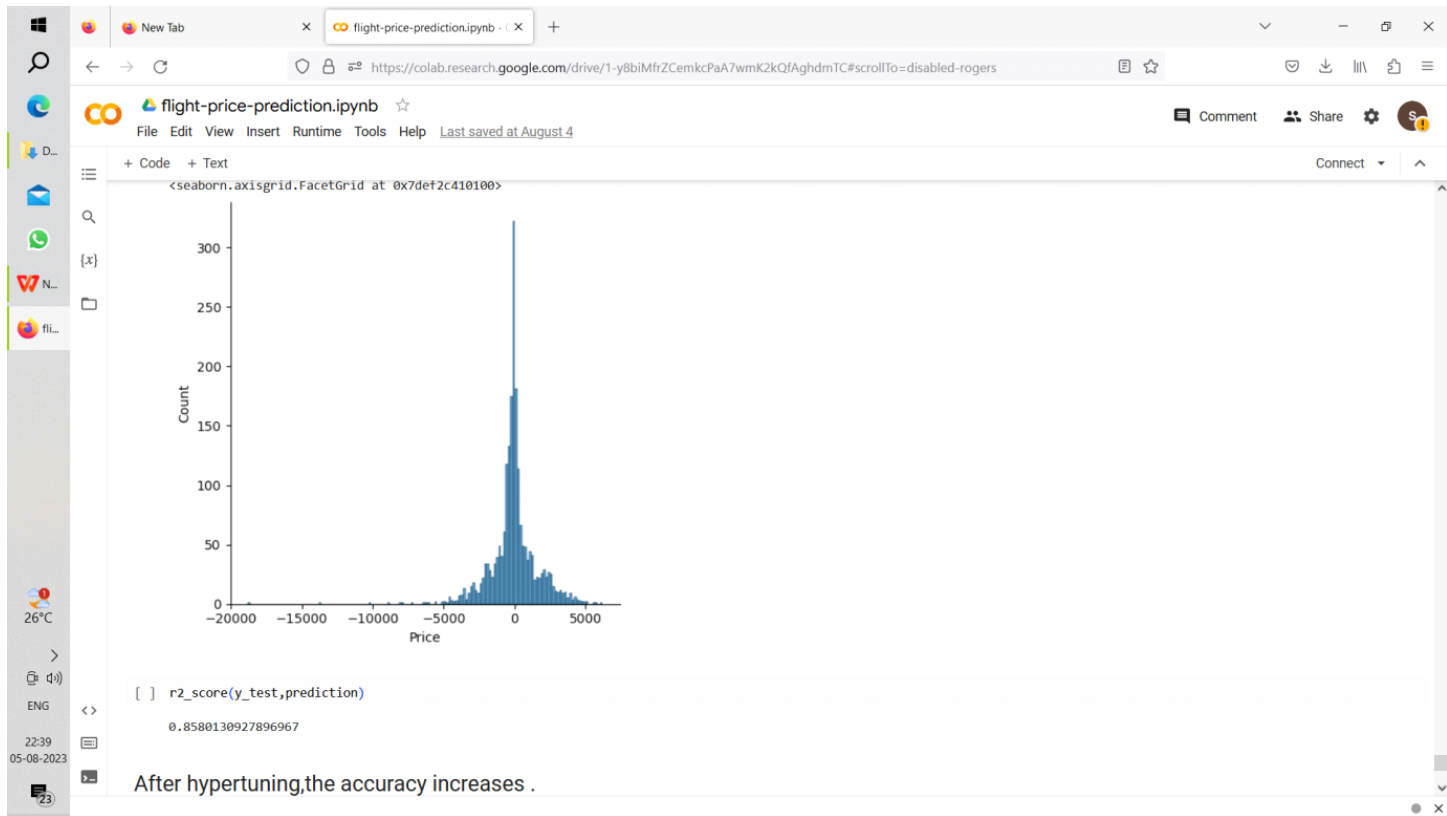 New Tab
flight-price-prediction.ipynb - C
https://colab.research.google.com/drive/1-y8biMfrZCemkcPaA7wmK2kQfAghdmTC#scrollTo=disabled-rogers
flight-price-prediction.ipynb
File Edit View Insert Runtime Tools Help Last saved at August 4
Comment Share S
+ Code + Text Connect
<seaborn.axisgrid.FacetGrid at 0x7def2c410100>
300
250
200
150
100
50
0
Count
−20000 −15000 −10000 −5000 0 5000
Price
[ ] r2_score(y_test,prediction)
0.8580130927896967
After hypertuning,the accuracy increases .
{x}
D...
N...
fli...
1
26°C
ENG
22:39
05-08-2023
23